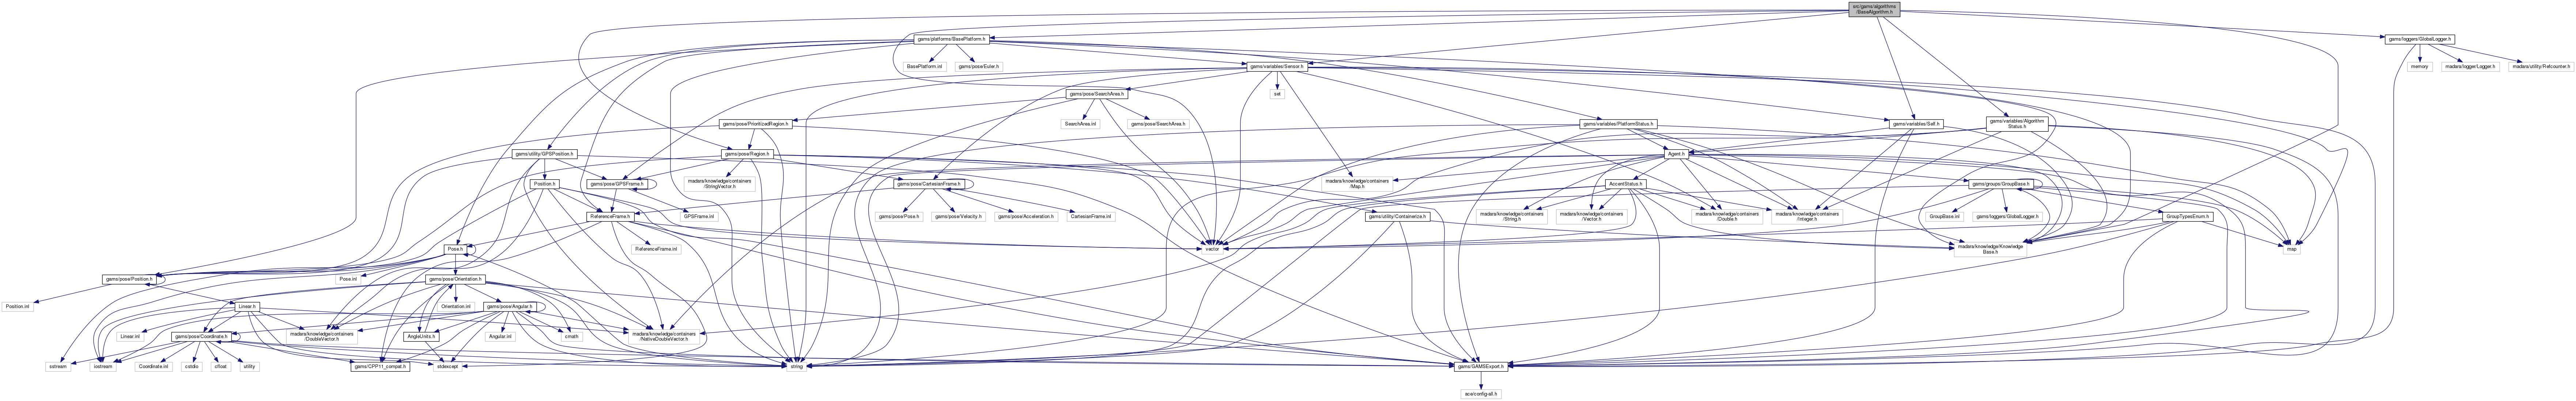 src/gams/algorithms
/BaseAlgorithm.h
gams/platforms/BasePlatform.h
gams/loggers/GlobalLogger.h
BasePlatform.inl
gams/pose/Euler.h
gams/variables/Sensor.h
memory
madara/logger/Logger.h
madara/utility/Refcounter.h
set
gams/pose/SearchArea.h
gams/pose/PrioritizedRegion.h
SearchArea.inl
gams/pose/SearchArea.h
gams/variables/PlatformStatus.h
gams/variables/Self.h
gams/variables/Algorithm
Status.h
gams/utility/GPSPosition.h
gams/pose/Region.h
Agent.h
Position.h
gams/pose/GPSFrame.h
madara/knowledge/containers
/StringVector.h
gams/pose/CartesianFrame.h
madara/knowledge/containers
/Map.h
AccentStatus.h
gams/groups/GroupBase.h
ReferenceFrame.h
GPSFrame.inl
gams/pose/Pose.h
gams/pose/Velocity.h
gams/pose/Acceleration.h
CartesianFrame.inl
gams/utility/Containerize.h
madara/knowledge/containers
/String.h
madara/knowledge/containers
/Vector.h
madara/knowledge/containers
/Double.h
madara/knowledge/containers
/Integer.h
GroupBase.inl
gams/loggers/GlobalLogger.h
GroupTypesEnum.h
Pose.h
ReferenceFrame.inl
vector
madara/knowledge/Knowledge
Base.h
map
gams/pose/Position.h
Pose.inl
gams/pose/Orientation.h
Position.inl
Linear.h
Orientation.inl
gams/pose/Angular.h
Linear.inl
gams/pose/Coordinate.h
madara/knowledge/containers
/DoubleVector.h
AngleUnits.h
Angular.inl
cmath
madara/knowledge/containers
/NativeDoubleVector.h
sstream
iostream
Coordinate.inl
cstdio
cfloat
utility
gams/CPP11_compat.h
stdexcept
string
gams/GAMSExport.h
ace/config-all.h